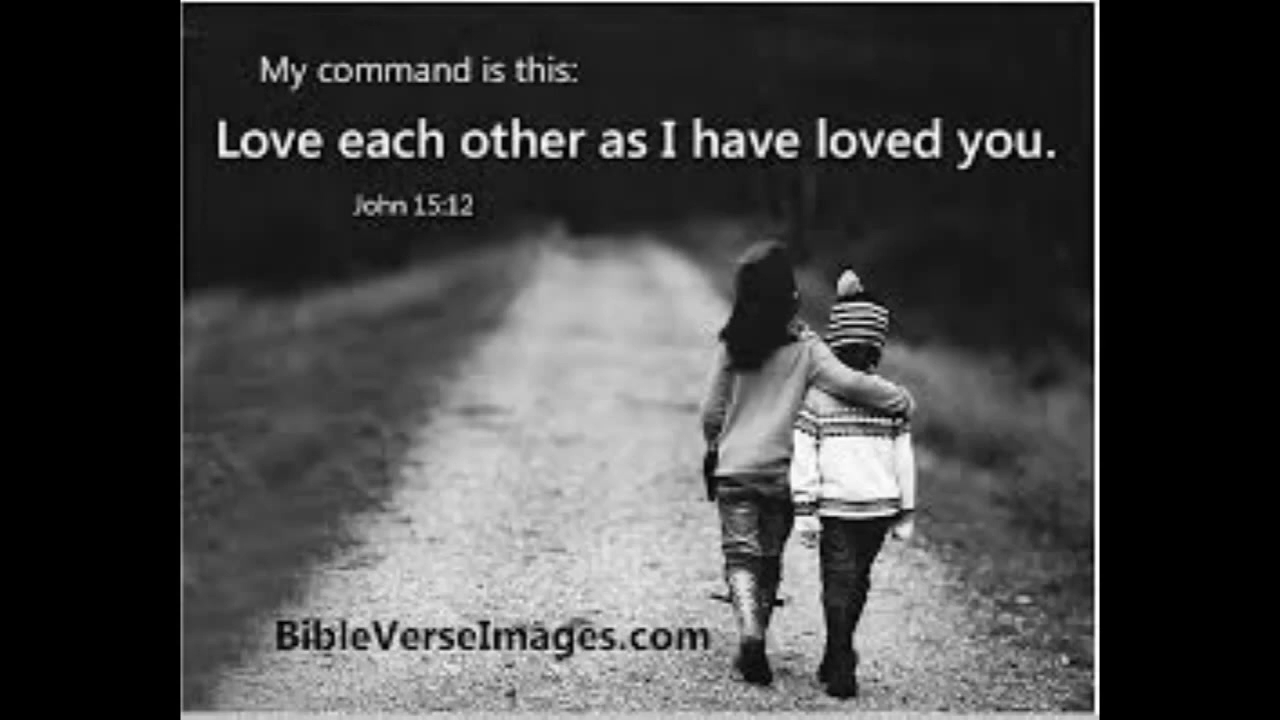 My command is this:
Love each other as I have loved you.
John 15:12
BibleVerseImages.com